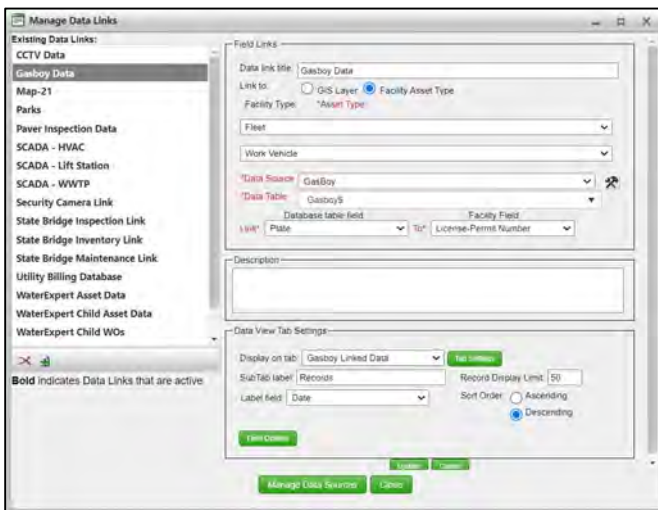 Manage Data Links
Existing Data Links:
CCTV Data
Gasboy Data
Map-21
Parks
Paver Inspection Data
SCADA - HVAC
SCADA - Lift Station
SCADA - WWTP
Security Camera Link
State Bridge Inspection Link
State Bridge Inventory Link
State Bridge Maintenance Link
Utility Billing Database
WaterExpert Asset Data
WaterExpert Child Asset Data
WaterExpert Child WOs
Bold indicates Data Links that are active
Field Links
Data link title: Gasboy Data
Link to: GIS Layer Facility Asset Type
Facility Type: *Asset Type:
Fleet
Work Vehicle
*Data Source: GasBoy
*Data Table: Gasboy$
Database table field Facility Field
Link* Plate To* License-Permit Number
Description
Data View Tab Settings
Display on tab: Gasboy Linked Data Tab Settings
SubTab label: Records Record Display Limit: 50
Label field: Date Sort Order: Ascending
Descending
Field Options
Update Cancel
Manage Data Sources Close